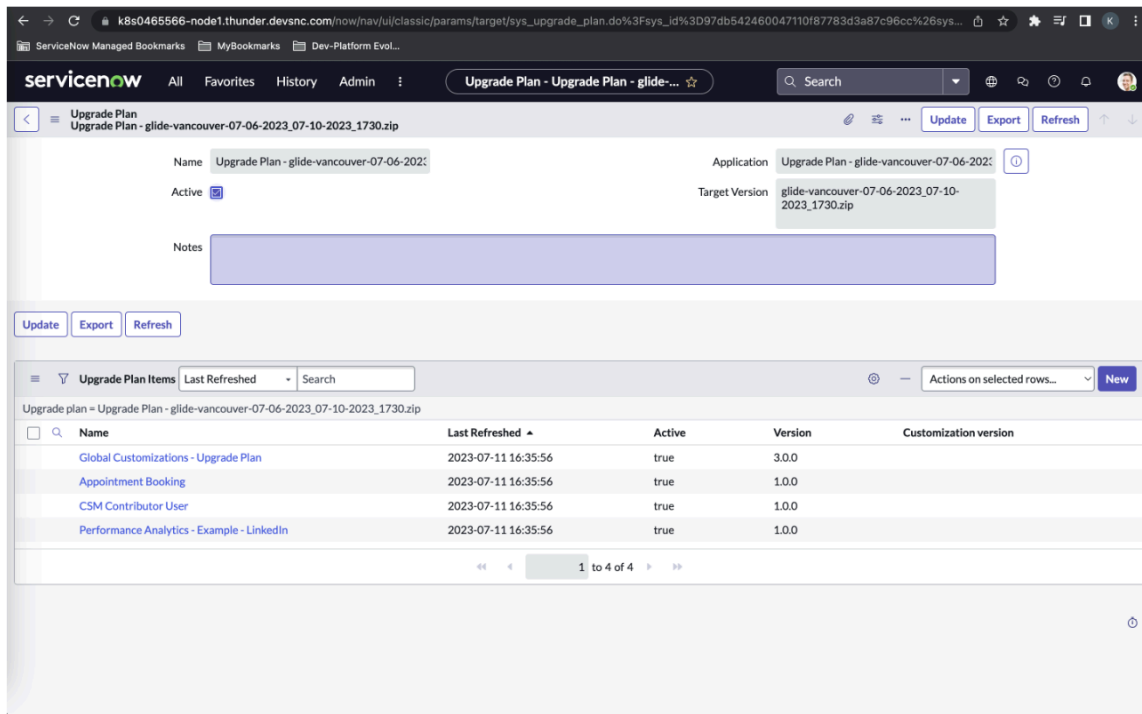 k8s0465566-node1.thunder.devsnc.com/now/nav/ui/classic/params/target/sys_upgrade_plan.do%3Fsys_id%3D97db542460047110f87783d3a87c96cc%26sys...
K
ServiceNow Managed Bookmarks MyBookmarks Dev-Platform Evol...
servicenow All Favorites History Admin Upgrade Plan - Upgrade Plan - glide-... Search
Upgrade Plan
Upgrade Plan - glide-vancouver-07-06-2023_07-10-2023_1730.zip
Update Export Refresh
Name Upgrade Plan - glide-vancouver-07-06-202 Application Upgrade Plan - glide-vancouver-07-06-202
Active Target Version glide-vancouver-07-06-2023_07-10-
2023_1730.zip
Notes
Update Export Refresh
Upgrade Plan Items Last Refreshed Search Actions on selected rows... New
Upgrade plan = Upgrade Plan - glide-vancouver-07-06-2023_07-10-2023_1730.zip
Name Last Refreshed Active Version Customization version
Global Customizations - Upgrade Plan 2023-07-11 16:35:56 true 3.0.0
Appointment Booking 2023-07-11 16:35:56 true 1.0.0
CSM Contributor User 2023-07-11 16:35:56 true 1.0.0
Performance Analytics - Example - LinkedIn 2023-07-11 16:35:56 true 1.0.0
1 to 4 of 4